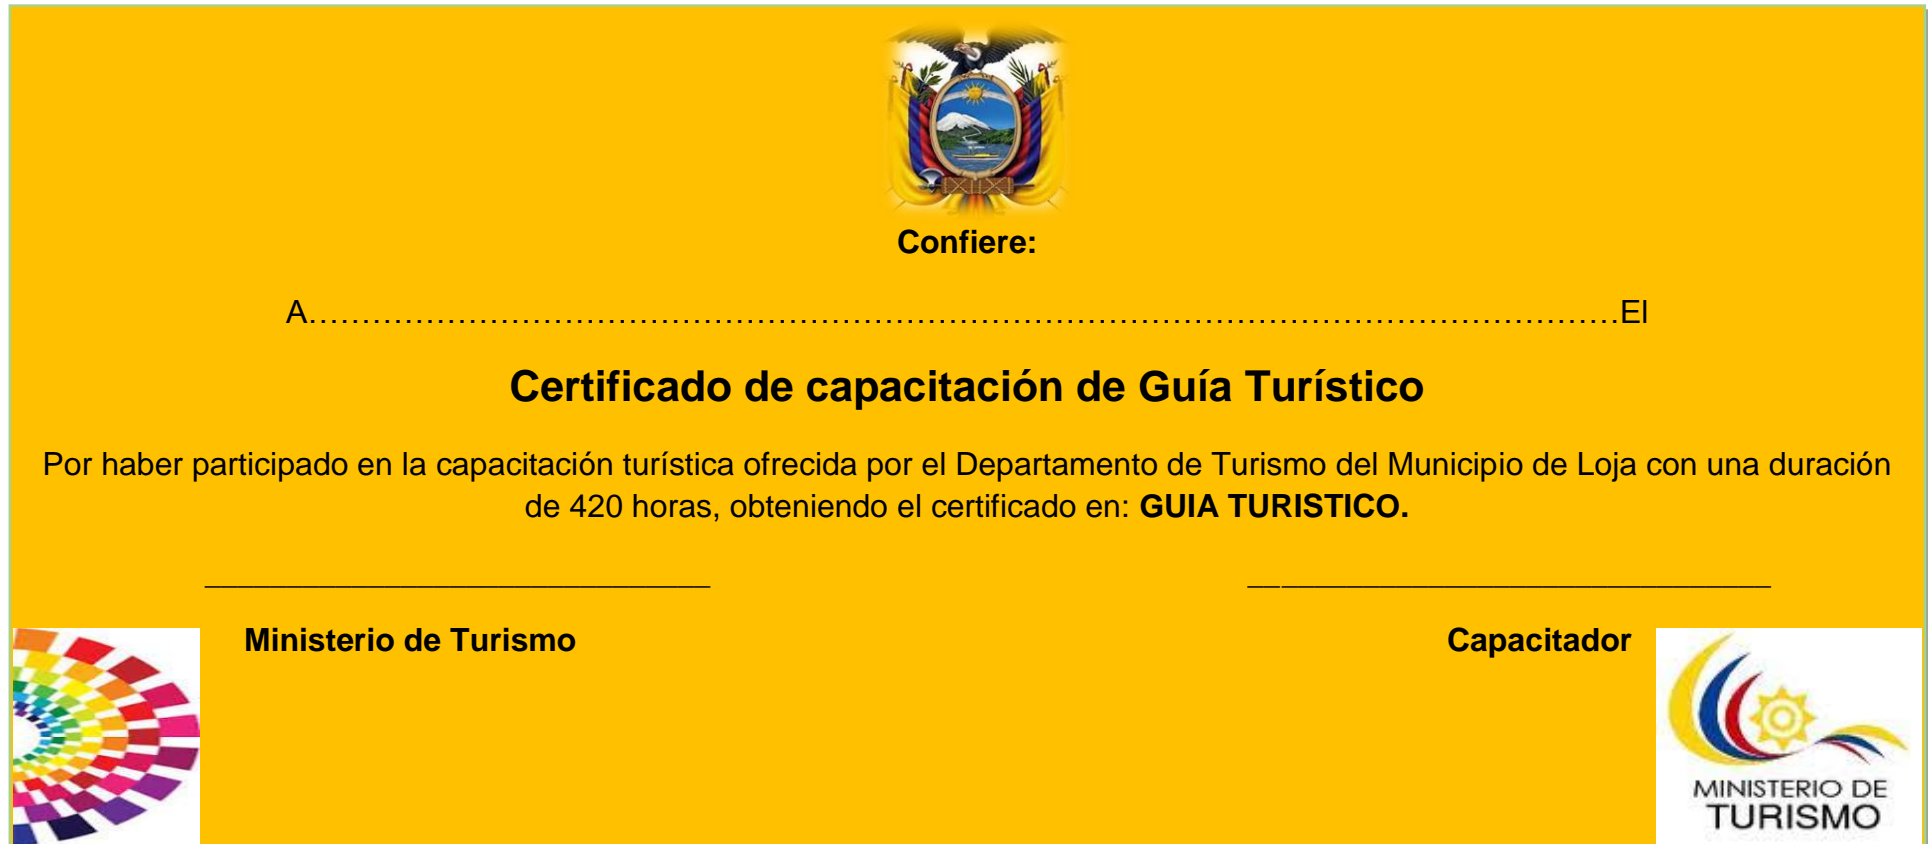 Confiere:
A……………………………………………………………………………………………………………El
Certificado de capacitación de Guía Turístico
Por haber participado en la capacitación turística ofrecida por el Departamento de Turismo del Municipio de Loja con una duración
de 420 horas, obteniendo el certificado en: GUIA TURISTICO.
______________________________ _______________________________
Ministerio de Turismo Capacitador
MINISTERIO DE
TURISMO